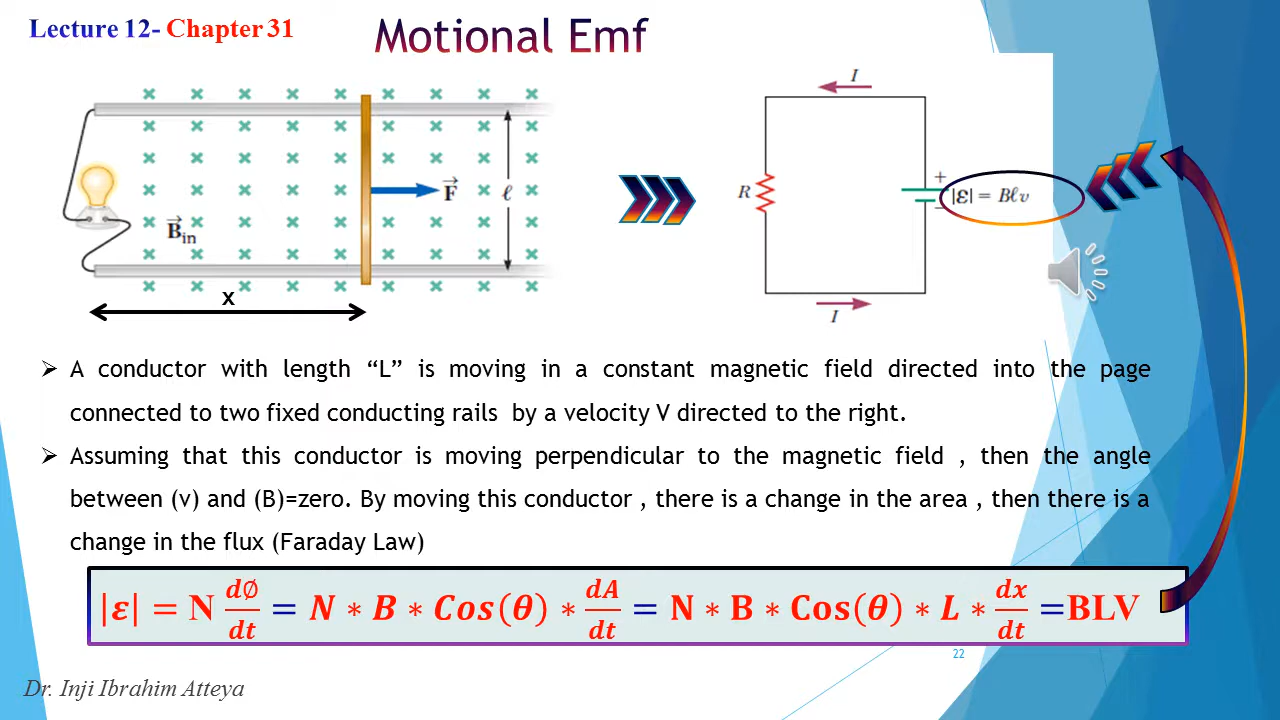 Lecture 12- Chapter 31
Motional Emf
F
ℓ
B in
x
I
R
+
|ε| = Bℓv
–
I
➢ A conductor with length “L” is moving in a constant magnetic field directed into the page
connected to two fixed conducting rails by a velocity V directed to the right.
➢ Assuming that this conductor is moving perpendicular to the magnetic field , then the angle
between (v) and (B)=zero. By moving this conductor , there is a change in the area , then there is a
change in the flux (Faraday Law)
|ε| = N dØ/dt = N ∗ B ∗ Cos(θ) ∗ dA/dt = N ∗ B ∗ Cos(θ) ∗ L ∗ dx/dt =BLV
22
Dr. Inji Ibrahim Atteya